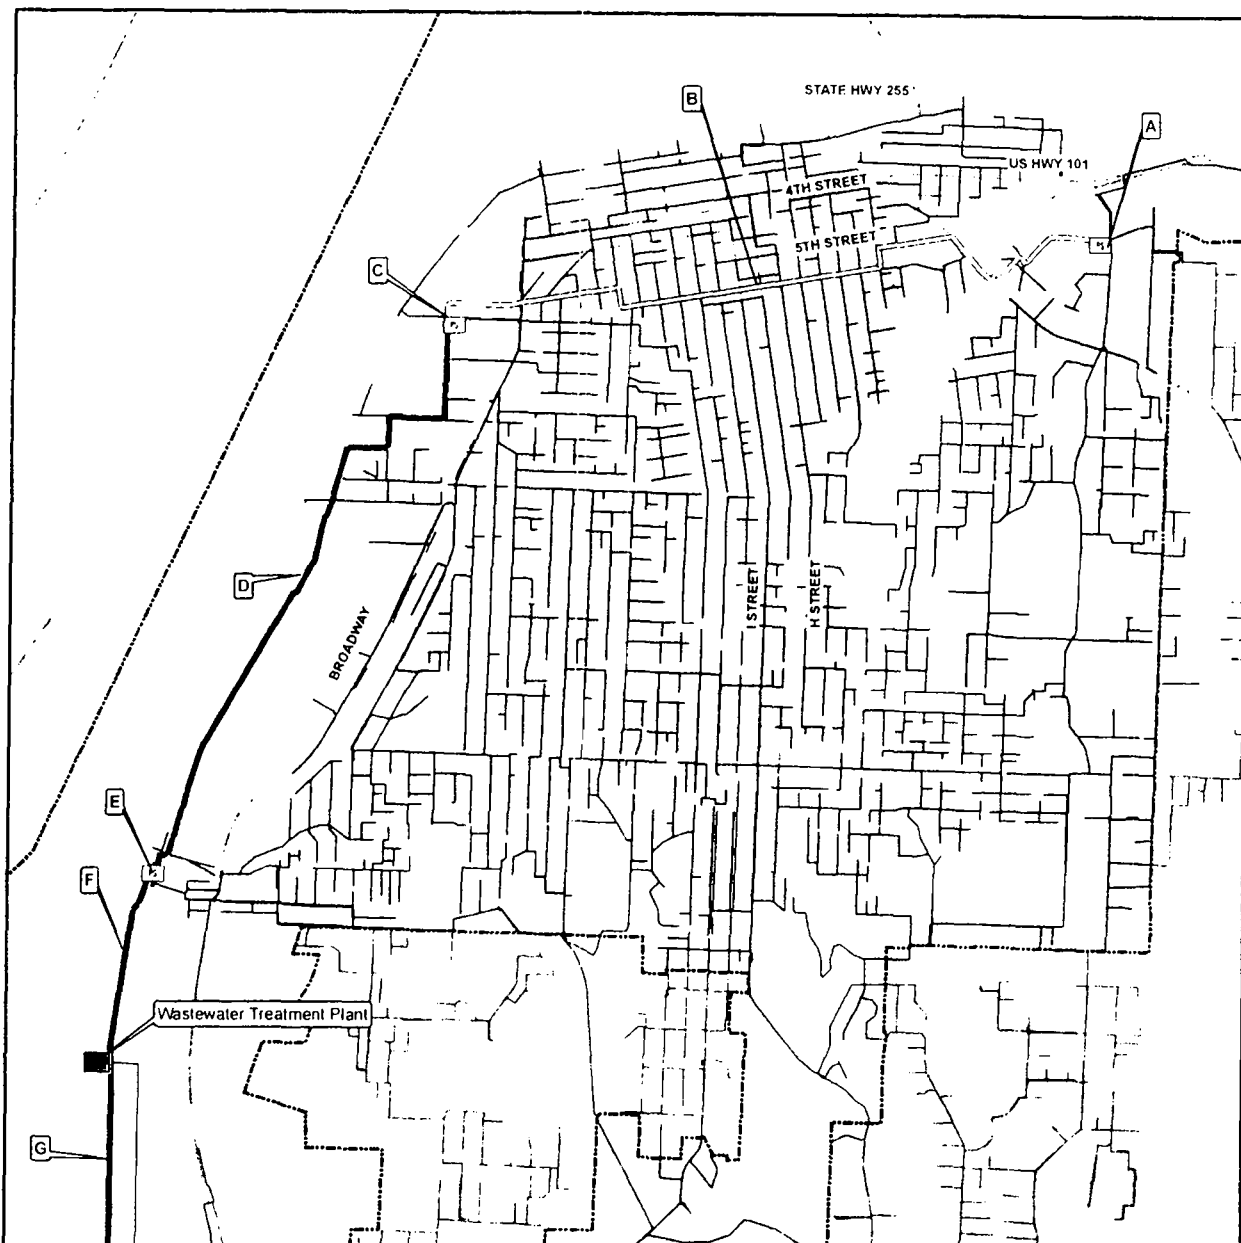 STATE HWY 255
B
A
US HWY 101
4TH STREET
5TH STREET
C
D
I STREET
H STREET
BROADWAY
E
F
Wastewater Treatment Plant
G